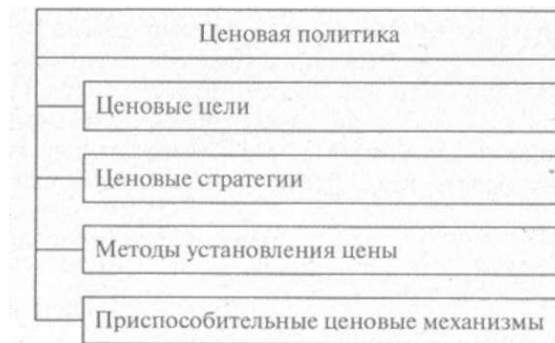 Ценовая политика
Ценовые цели
Ценовые стратегии
Методы установления цены
Приспособительные ценовые механизмы